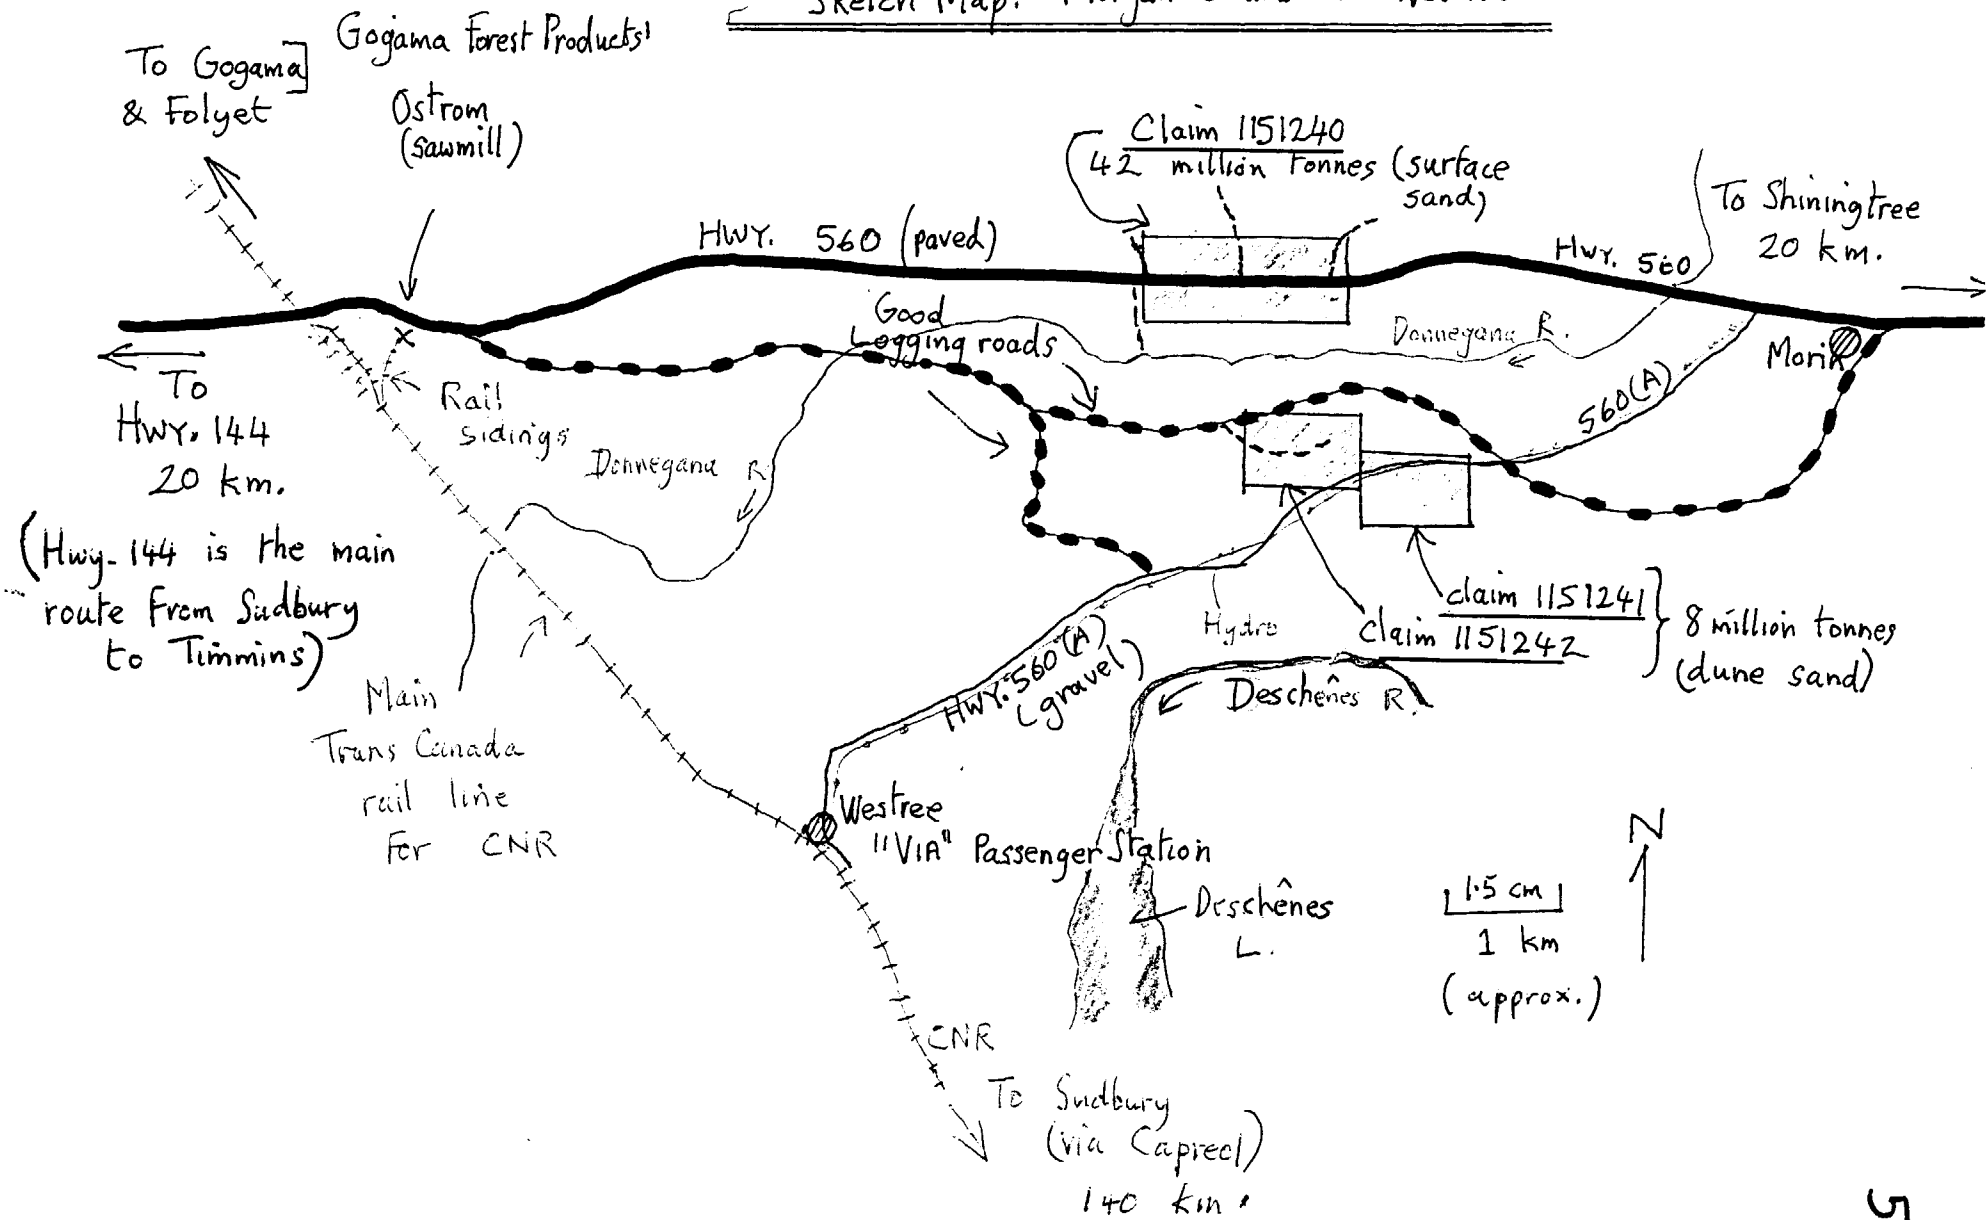 Sketch Map:
To Gogama
& Folyet
Gogama Forest Products'
Ostrom
(sawmill)
Claim 1151240
42 million Tonnes (surface
sand)
To Shiningtree
20 km.
HWY. 560 (paved)
Hwy. 560
Good
Logging roads
Donnegana R.
Morin
To
HWY. 144
20 km.
Rail
sidings
Donnegana R
560(A)
(Hwy. 144 is the main
route from Sudbury
to Timmins)
claim 1151241
Claim 1151242
8 million tonnes
(dune sand)
Hydro
HWY. 560(A)
(gravel)
Deschênes R.
Main
Trans Canada
rail line
For CNR
Westree
"VIA" Passenger Station
Deschênes
L.
1.5 cm
1 km
(approx.)
N
CNR
To Sudbury
(via Capreol)
140 km.
5